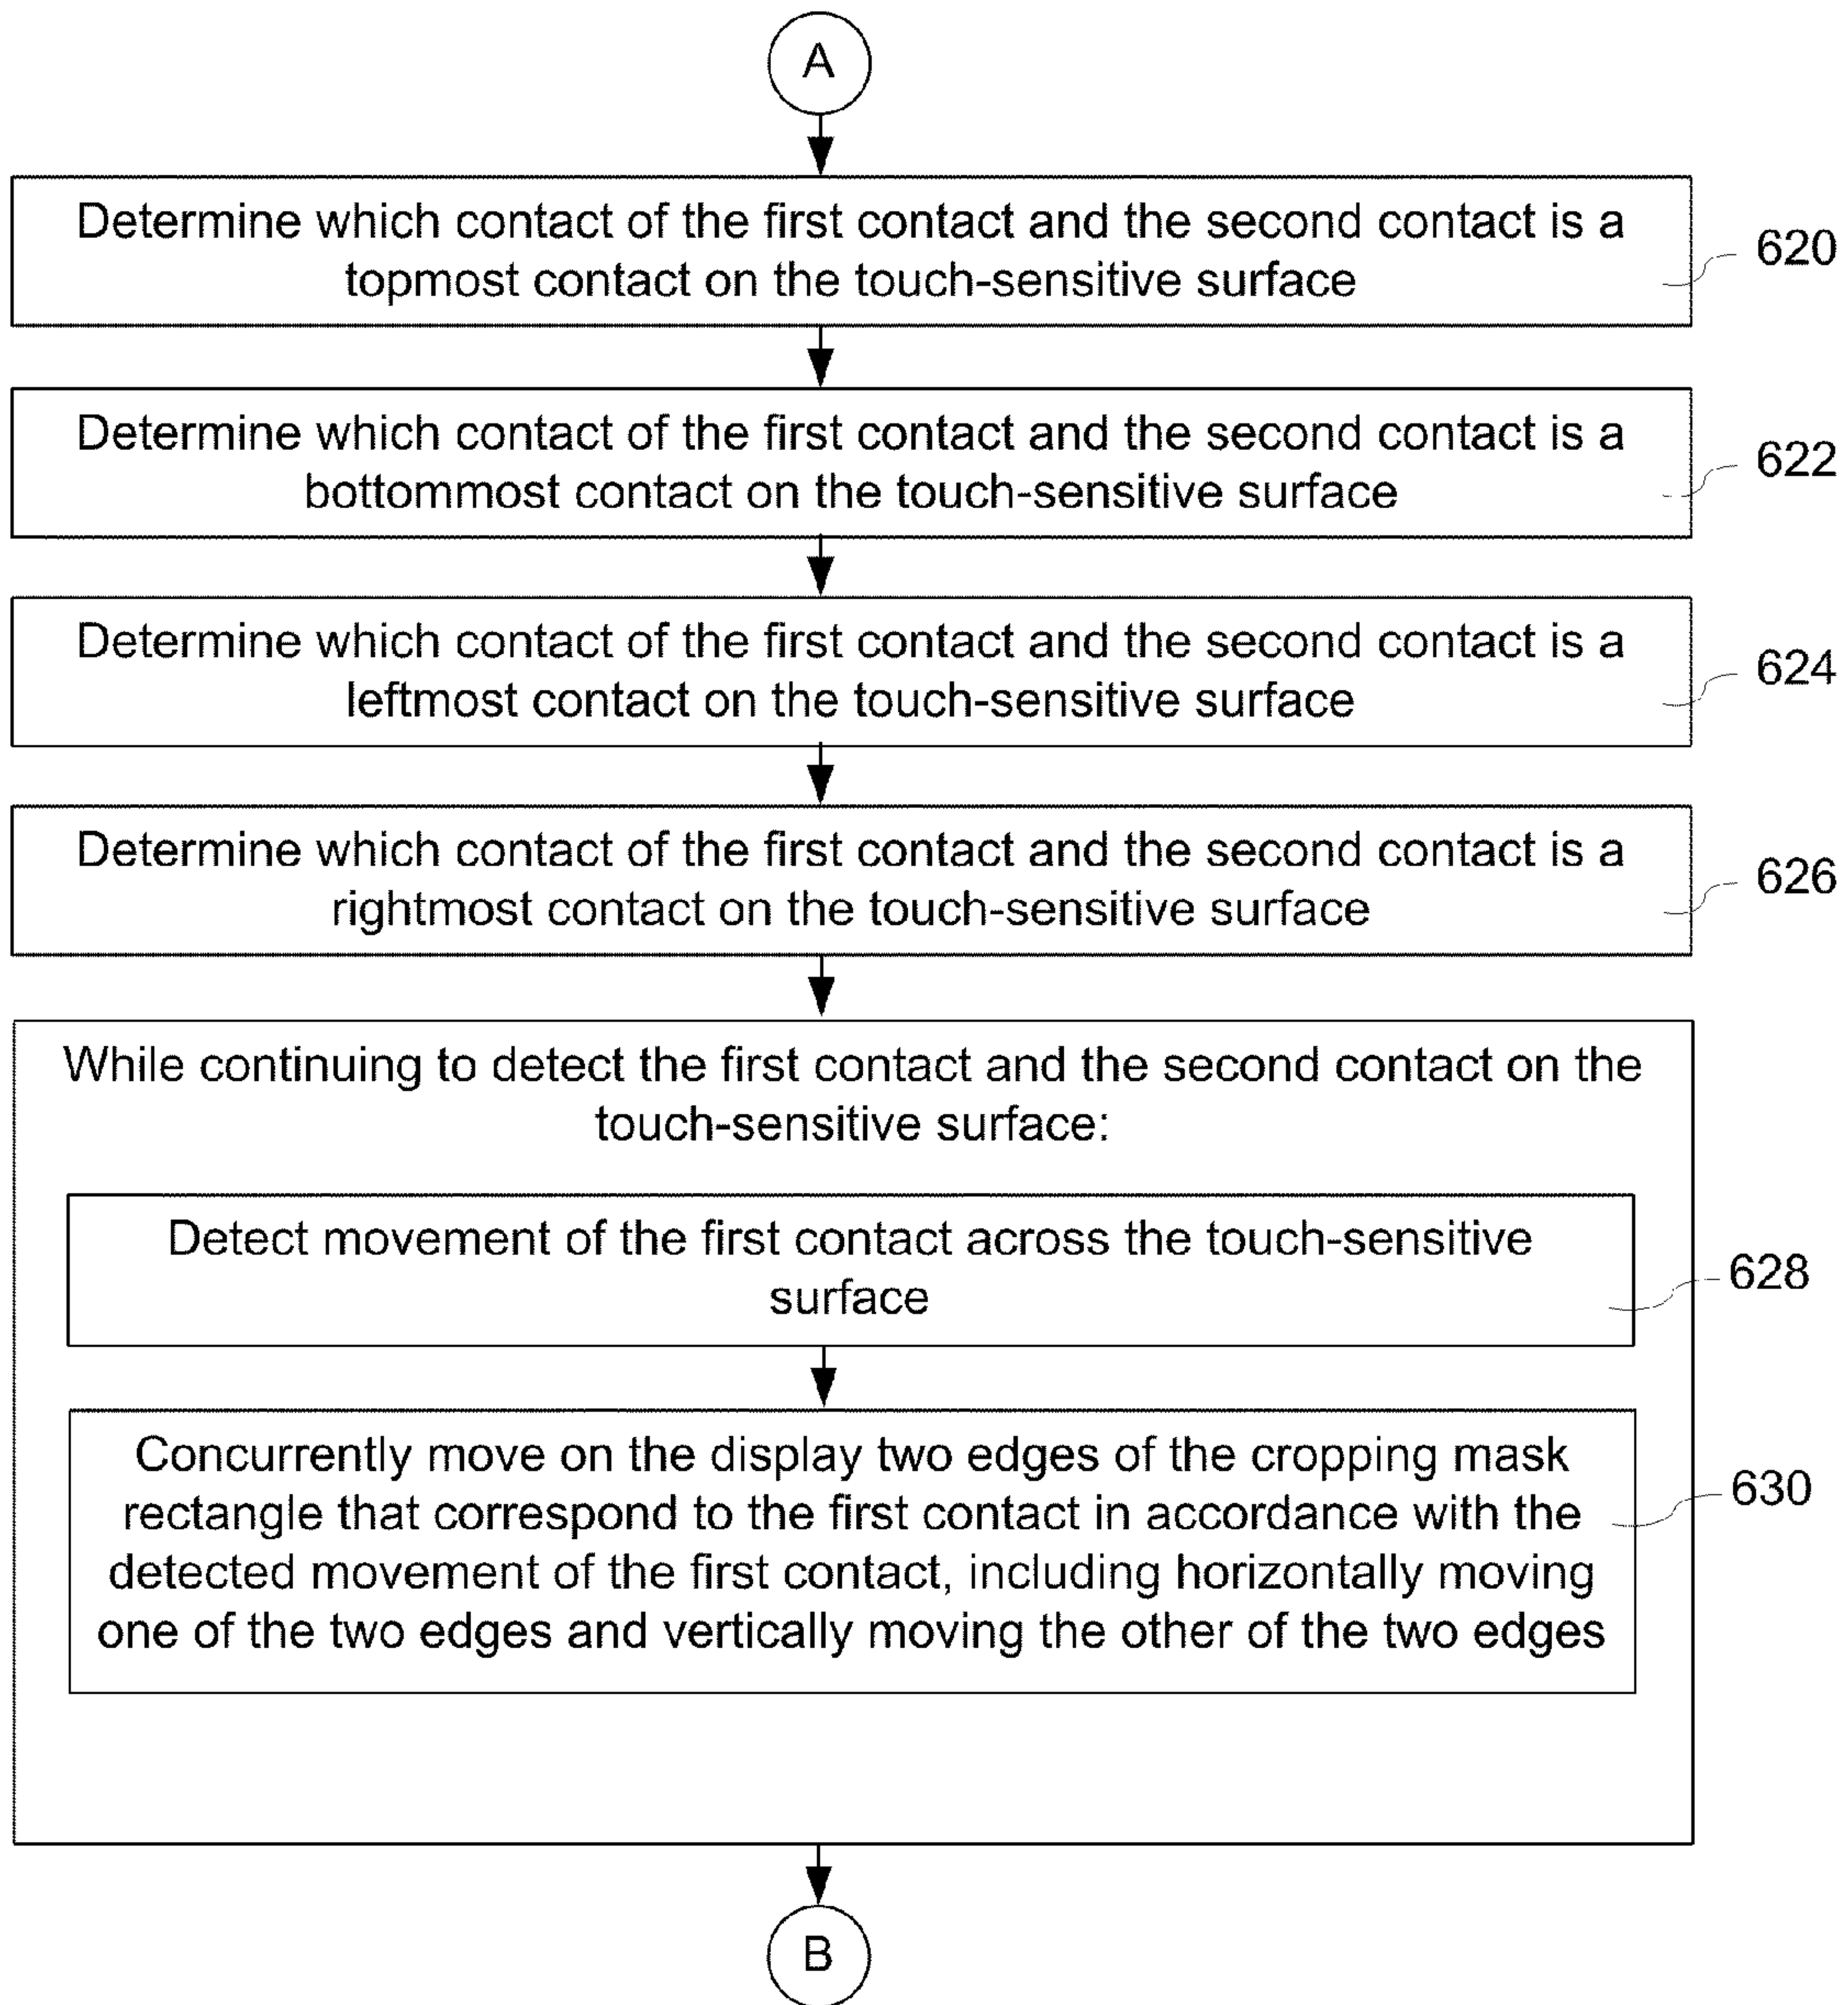 A
Determine which contact of the first contact and the second contact is a
topmost contact on the touch-sensitive surface
620
Determine which contact of the first contact and the second contact is a
bottommost contact on the touch-sensitive surface
622
Determine which contact of the first contact and the second contact is a
leftmost contact on the touch-sensitive surface
624
Determine which contact of the first contact and the second contact is a
rightmost contact on the touch-sensitive surface
626
While continuing to detect the first contact and the second contact on the
touch-sensitive surface:
Detect movement of the first contact across the touch-sensitive
surface
628
Concurrently move on the display two edges of the cropping mask
rectangle that correspond to the first contact in accordance with the
detected movement of the first contact, including horizontally moving
one of the two edges and vertically moving the other of the two edges
630
B